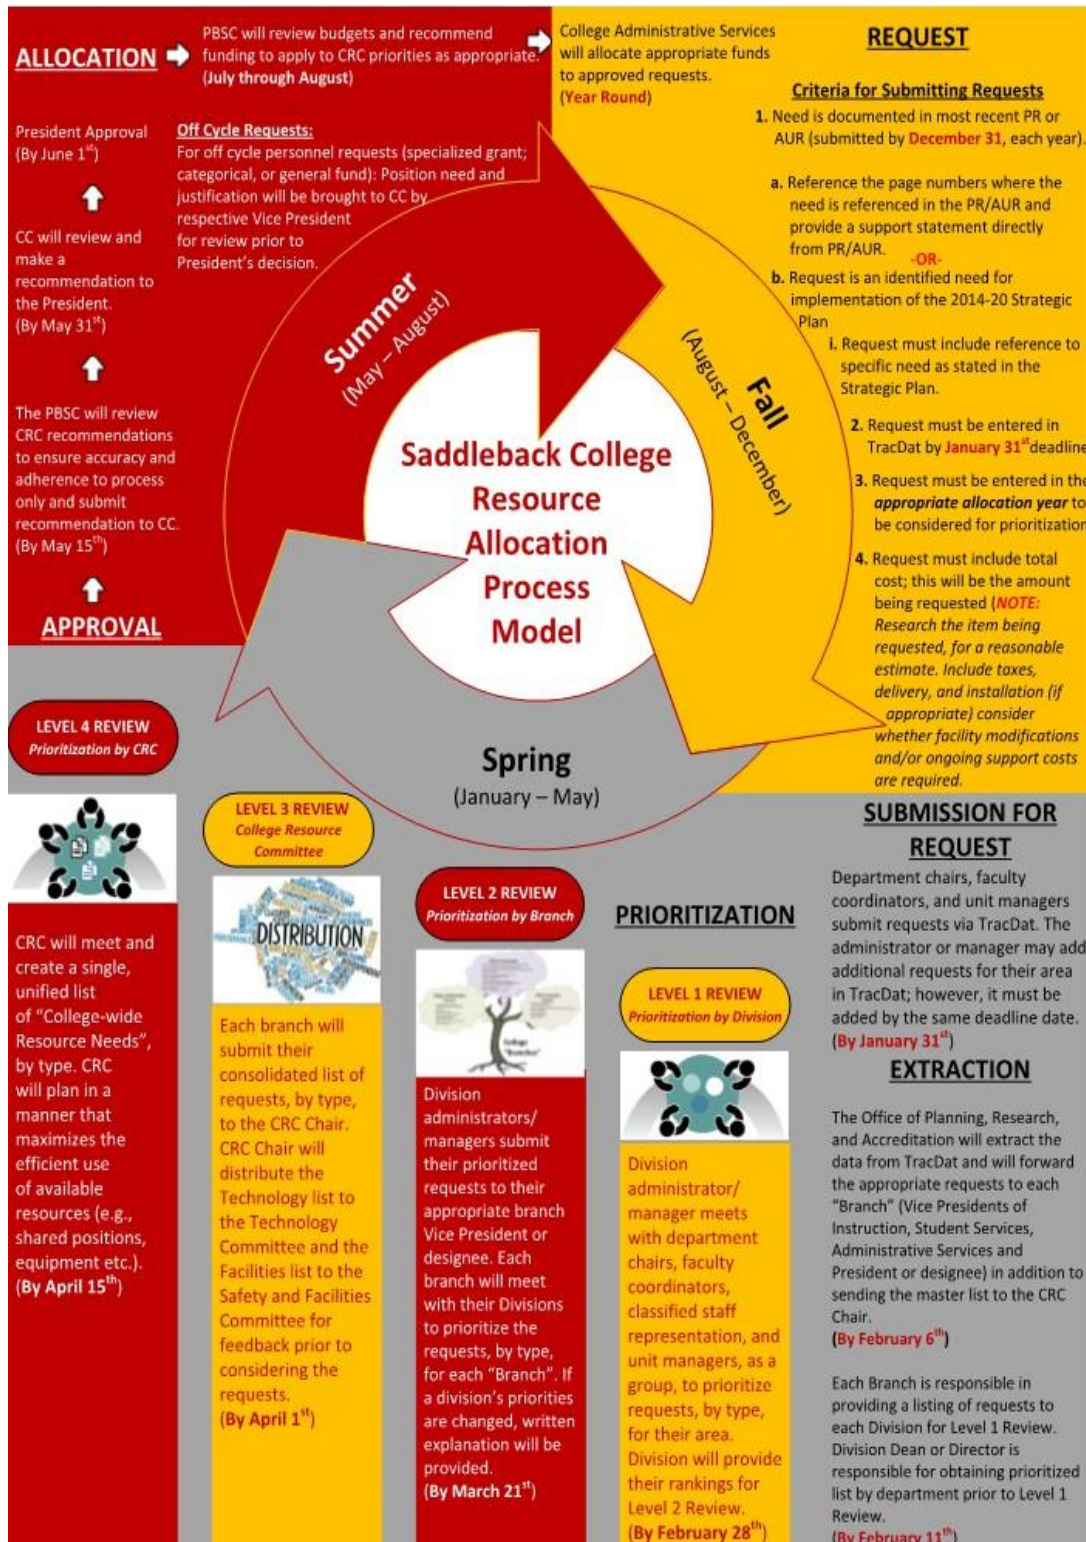 ALLOCATION
PBSC will review budgets and recommend
funding to apply to CRC priorities as appropriate.
(July through August)
College Administrative Services
will allocate appropriate funds
to approved requests.
(Year Round)
President Approval
(By June 1st)
CC will review and
make a
recommendation to
the President.
(By May 31st)
The PBSC will review
CRC recommendations
to ensure accuracy and
adherence to process
only and submit
recommendation to CC.
(By May 15th)
APPROVAL
Off Cycle Requests:
For off cycle personnel requests (specialized grant;
categorical, or general fund): Position need and
justification will be brought to CC by
respective Vice President
for review prior to
President's decision.
Summer
(May – August)
Fall
(August – December)
Spring
(January – May)
Saddleback College
Resource
Allocation
Process
Model
REQUEST
Criteria for Submitting Requests
1. Need is documented in most recent PR or
AUR (submitted by December 31, each year).
a. Reference the page numbers where the
need is referenced in the PR/AUR and
provide a support statement directly
from PR/AUR.
-OR-
b. Request is an identified need for
implementation of the 2014-20 Strategic
Plan
i. Request must include reference to
specific need as stated in the
Strategic Plan.
2. Request must be entered in
TracDat by January 31st deadline
3. Request must be entered in the
appropriate allocation year to
be considered for prioritization
4. Request must include total
cost; this will be the amount
being requested (NOTE:
Research the item being
requested, for a reasonable
estimate. Include taxes,
delivery, and installation (if
appropriate) consider
whether facility modifications
and/or ongoing support costs
are required.
SUBMISSION FOR
REQUEST
Department chairs, faculty
coordinators, and unit managers
submit requests via TracDat. The
administrator or manager may add
additional requests for their area
in TracDat; however, it must be
added by the same deadline date.
(By January 31st)
EXTRACTION
The Office of Planning, Research,
and Accreditation will extract the
data from TracDat and will forward
the appropriate requests to each
"Branch" (Vice Presidents of
Instruction, Student Services,
Administrative Services and
President or designee) in addition to
sending the master list to the CRC
Chair.
(By February 6th)
Each Branch is responsible in
providing a listing of requests to
each Division for Level 1 Review.
Division Dean or Director is
responsible for obtaining prioritized
list by department prior to Level 1
Review.
(By February 11th)
PRIORITIZATION
LEVEL 1 REVIEW
Prioritization by Division
Division
administrator/
manager meets
with department
chairs, faculty
coordinators,
classified staff
representation, and
unit managers, as a
group, to prioritize
requests, by type,
for their area.
Division will provide
their rankings for
Level 2 Review.
(By February 28th)
LEVEL 2 REVIEW
Prioritization by Branch
College
"Branches"
Division
administrators/
managers submit
their prioritized
requests to their
appropriate branch
Vice President or
designee. Each
branch will meet
with their Divisions
to prioritize the
requests, by type,
for each "Branch". If
a division's priorities
are changed, written
explanation will be
provided.
(By March 21st)
LEVEL 3 REVIEW
College Resource
Committee
DISTRIBUTION
Each branch will
submit their
consolidated list of
requests, by type,
to the CRC Chair.
CRC Chair will
distribute the
Technology list to
the Technology
Committee and the
Facilities list to the
Safety and Facilities
Committee for
feedback prior to
considering the
requests.
(By April 1st)
LEVEL 4 REVIEW
Prioritization by CRC
CRC will meet and
create a single,
unified list
of "College-wide
Resource Needs",
by type. CRC
will plan in a
manner that
maximizes the
efficient use
of available
resources (e.g.,
shared positions,
equipment etc.).
(By April 15th)